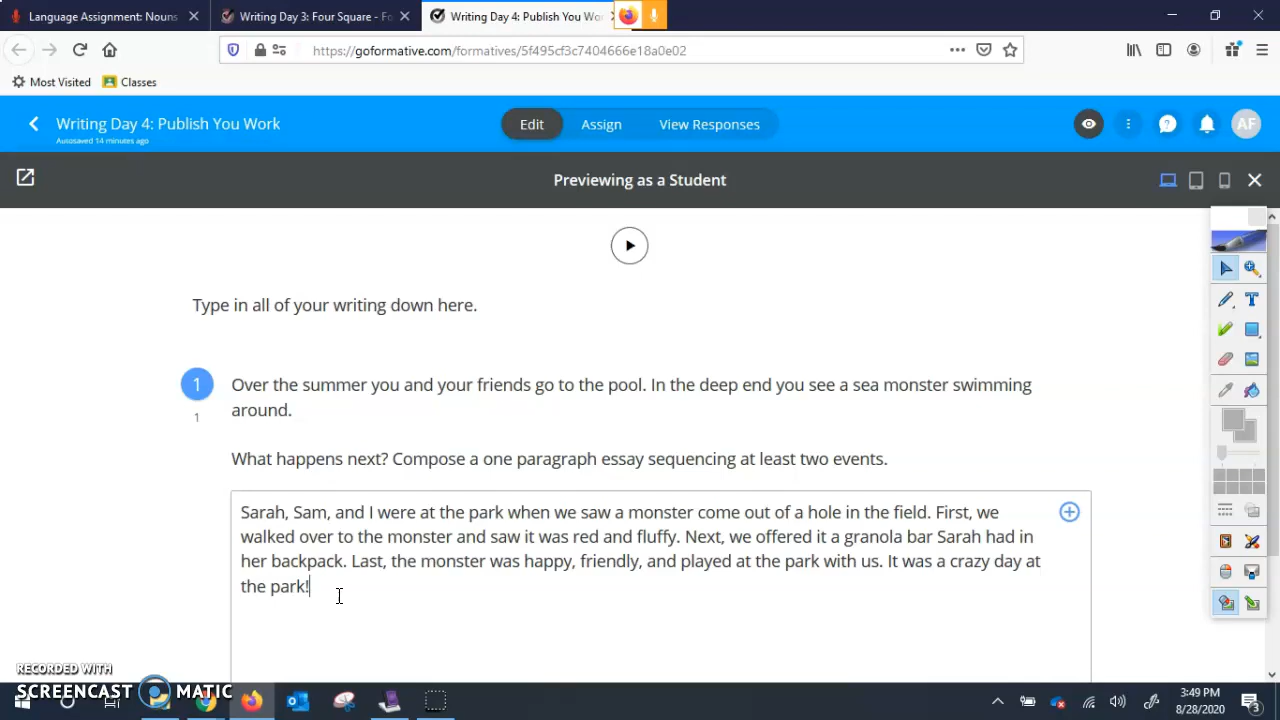 Language Assignment: Nouns
Writing Day 3: Four Square - Fo
Writing Day 4: Publish You Wo
https://goformative.com/formatives/5f495cf3c7404666e18a0e02
Most Visited
Classes
Writing Day 4: Publish You Work
Autosaved 14 minutes ago
Edit
Assign
View Responses
AF
Previewing as a Student
Type in all of your writing down here.
1
Over the summer you and your friends go to the pool. In the deep end you see a sea monster swimming
around.
1
What happens next? Compose a one paragraph essay sequencing at least two events.
Sarah, Sam, and I were at the park when we saw a monster come out of a hole in the field. First, we
walked over to the monster and saw it was red and fluffy. Next, we offered it a granola bar Sarah had in
her backpack. Last, the monster was happy, friendly, and played at the park with us. It was a crazy day at
the park!
RECORDED WITH
SCREENCAST MATIC
3:49 PM
8/28/2020
3